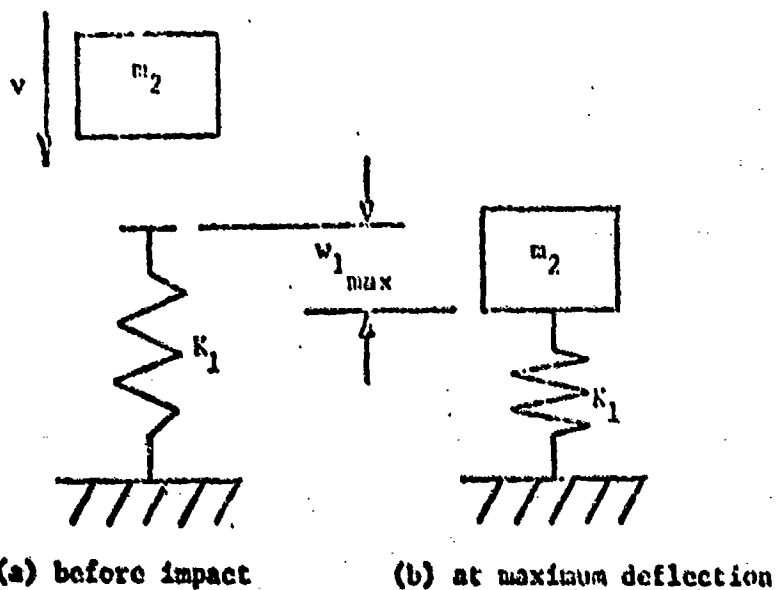 v
m2
w1max
m2
K1
K1
(a) before impact
(b) at maximum deflection